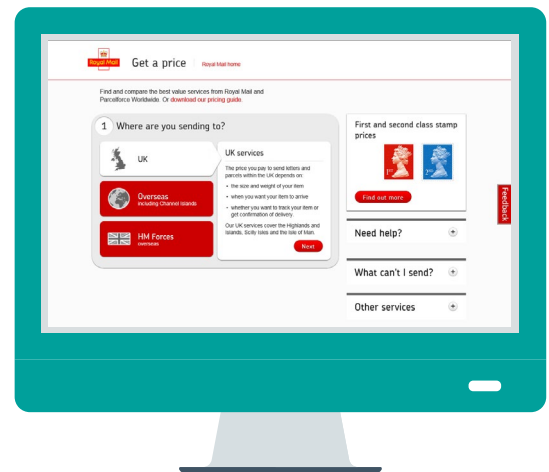 Royal Mail
Get a price
Royal Mail home
Find and compare the best value services from Royal Mail and
Parcelforce Worldwide. Or download our pricing guide
1 Where are you sending to?
UK
Overseas
including Channel Islands
HM Forces
overseas
UK services
The price you pay to send letters and
parcels within the UK depends on:
• the size and weight of your item
• when you want your item to arrive
• whether you want to track your item or
get confirmation of delivery.
Our UK services cover the Highlands and
Islands, Scilly Isles and the Isle of Man.
Next
First and second class stamp
prices
1ST
2ND
Find out more
Need help?
What can't I send?
Other services
Feedback